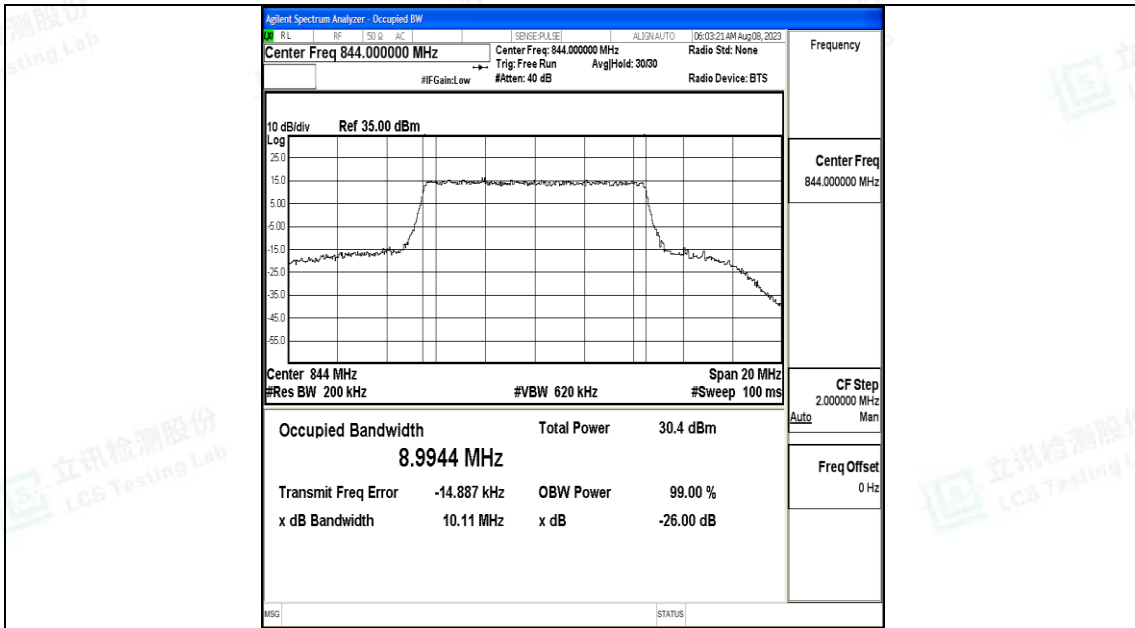 Agilent Spectrum Analyzer - Occupied BW
RL RF 50 Ω AC SENSE:PULSE ALIGN AUTO 06:03:21 AM Aug 08, 2023
Center Freq 844.000000 MHz
Center Freq: 844.000000 MHz
Radio Std: None
Trig: Free Run Avg|Hold: 30/30
#IFGain:Low #Atten: 40 dB Radio Device: BTS
10 dB/div Ref 35.00 dBm
Log
25.0
15.0
5.00
-5.00
-15.0
-25.0
-35.0
-45.0
-55.0
Center 844 MHz Span 20 MHz
#Res BW 200 kHz #VBW 620 kHz #Sweep 100 ms
Occupied Bandwidth Total Power 30.4 dBm
8.9944 MHz
Transmit Freq Error -14.887 kHz OBW Power 99.00 %
x dB Bandwidth 10.11 MHz x dB -26.00 dB
MSG STATUS
Frequency
Center Freq
844.000000 MHz
CF Step
2.000000 MHz
Auto Man
Freq Offset
0 Hz
立讯检测股份
LCS Testing Lab
立讯检测股份
LCS Testing